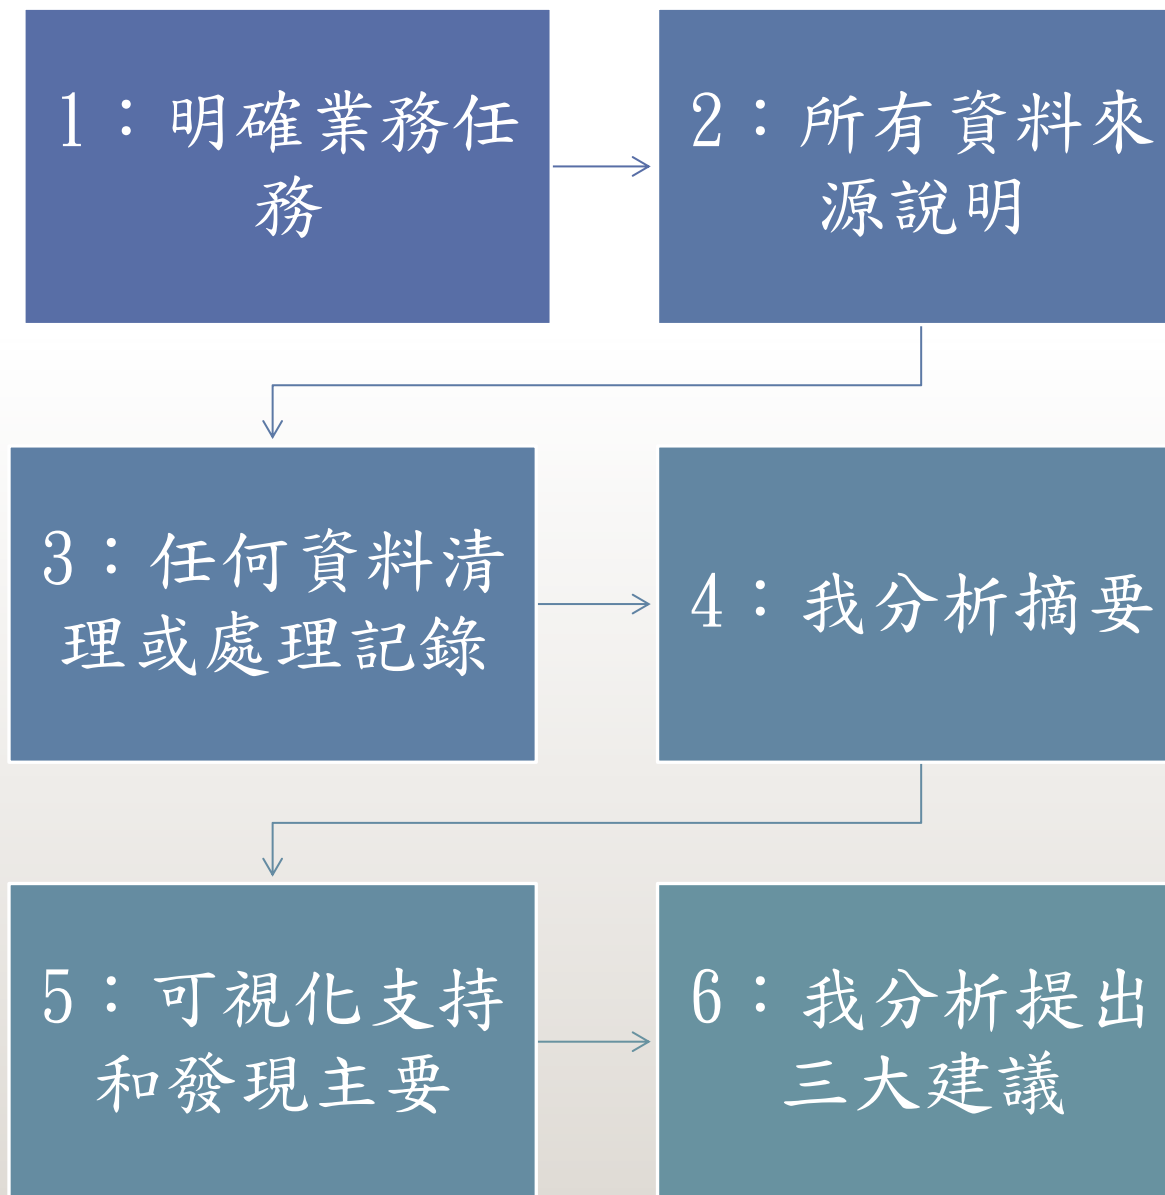 1：明確業務任
務
2：所有資料來
源說明
3：任何資料清
理或處理記錄
4：我分析摘要
5：可視化支持
和發現主要
6：我分析提出
三大建議